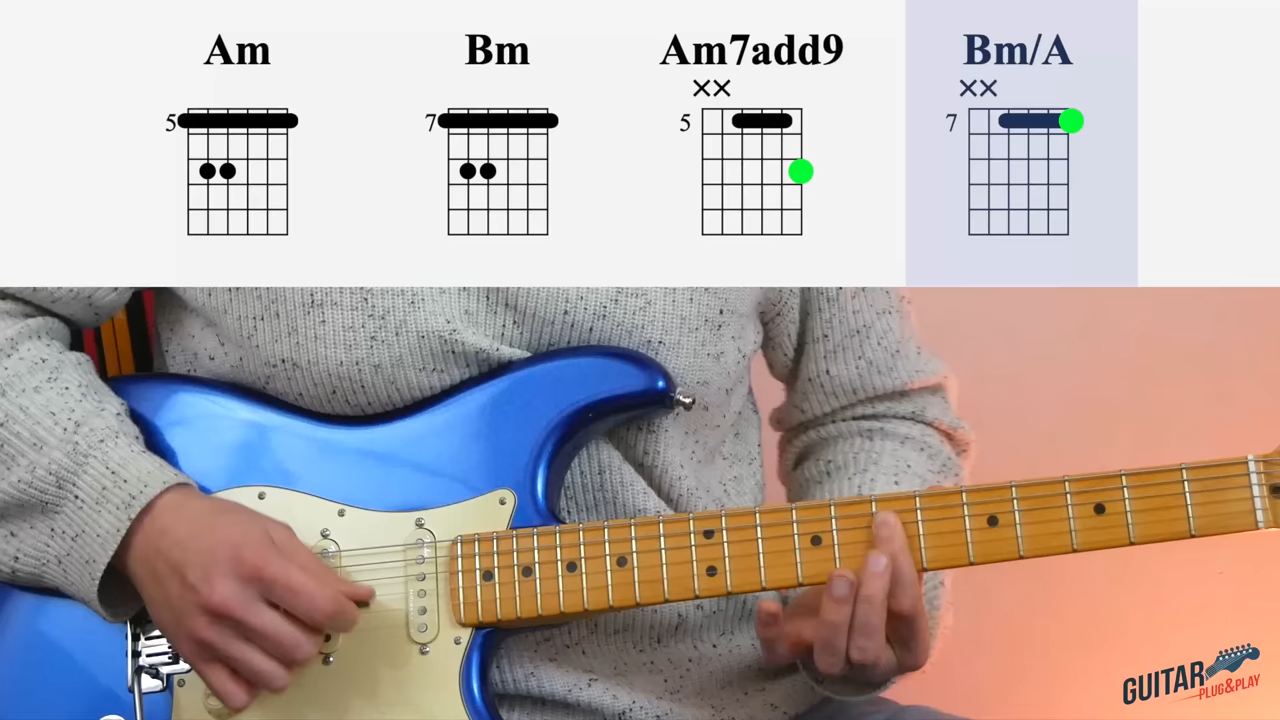 Am Bm Am7add9 Bm/A
×× ××
5 7 5 7
GUITAR
PLUG&PLAY